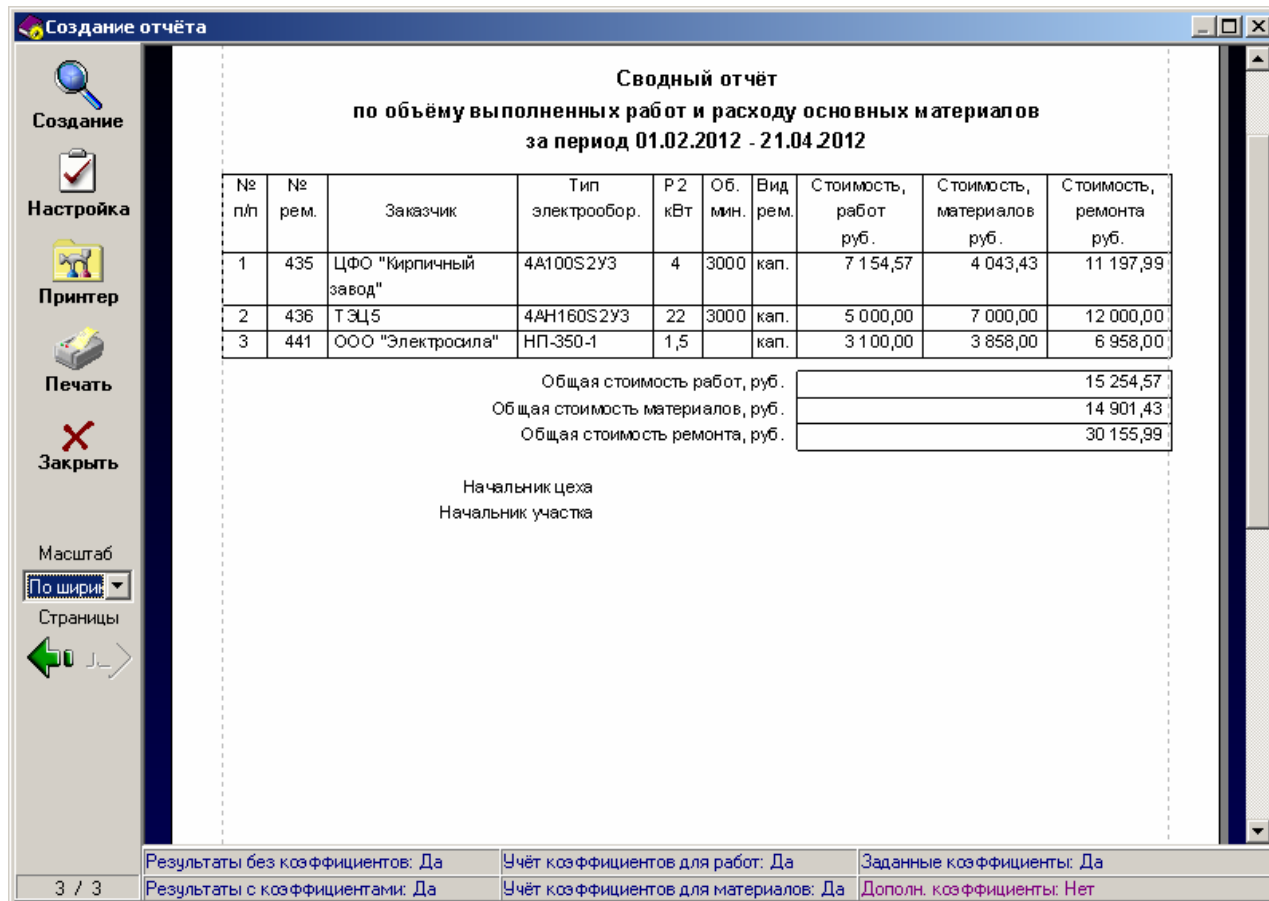 Создание отчёта
Создание
Настройка
Принтер
Печать
Закрыть
Масштаб
По ширин
Страницы
3 / 3
Сводный отчёт
по объёму выполненных работ и расходу основных материалов
за период 01.02.2012 - 21.04.2012
№ № Тип Р2 Об. Вид Стоимость, Стоимость, Стоимость,
п/п рем. Заказчик электрообор. кВт мин. рем. работ материалов ремонта
руб. руб. руб.
1 435 ЦФО "Кирпичный 4А100S2У3 4 3000 кап. 7 154,57 4 043,43 11 197,99
завод"
2 436 ТЭЦ5 4АН160S2У3 22 3000 кап. 5 000,00 7 000,00 12 000,00
3 441 ООО "Электросила" НП-350-1 1,5 кап. 3 100,00 3 858,00 6 958,00
Общая стоимость работ, руб. 15 254,57
Общая стоимость материалов, руб. 14 901,43
Общая стоимость ремонта, руб. 30 155,99
Начальник цеха
Начальник участка
Результаты без коэффициентов: Да Учёт коэффициентов для работ: Да Заданные коэффициенты: Да
Результаты с коэффициентами: Да Учёт коэффициентов для материалов: Да Дополн. коэффициенты: Нет